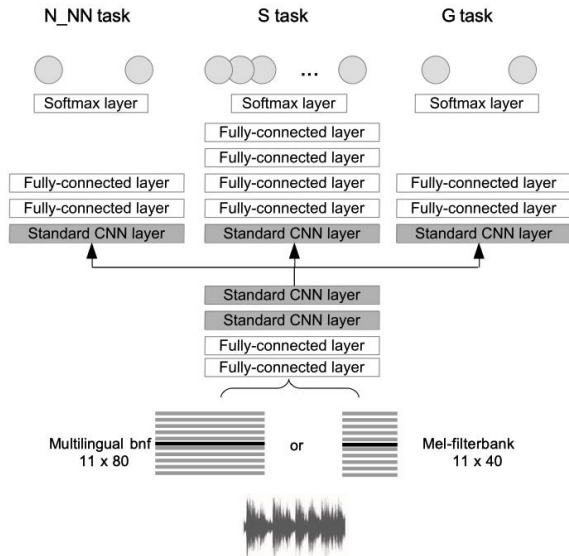 N_NN task S task G task
...
Softmax layer Softmax layer Softmax layer
Fully-connected layer
Fully-connected layer
Fully-connected layer Fully-connected layer Fully-connected layer
Fully-connected layer Fully-connected layer Fully-connected layer
Standard CNN layer Standard CNN layer Standard CNN layer
Standard CNN layer
Standard CNN layer
Fully-connected layer
Fully-connected layer
Multilingual bnf or Mel-filterbank
11 x 80 11 x 40